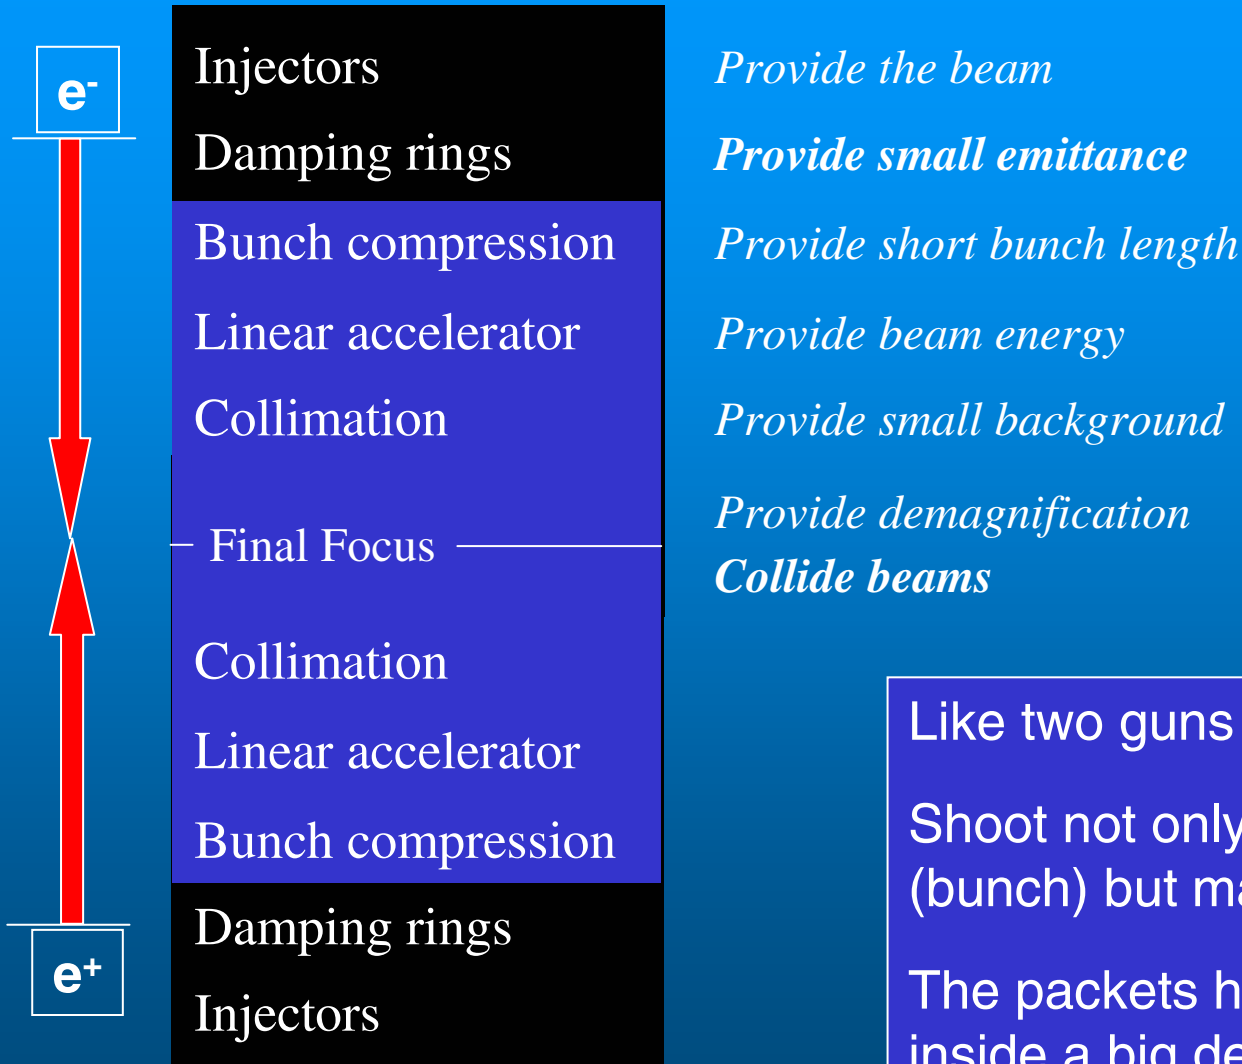 e-
Injectors Provide the beam
Damping rings Provide small emittance
Bunch compression Provide short bunch length
Linear accelerator Provide beam energy
Collimation Provide small background
Provide demagnification
Final Focus
Collide beams
Collimation
Linear accelerator
Bunch compression
Damping rings
e+
Injectors
Like two guns
Shoot not only
(bunch) but
The packets
inside a big